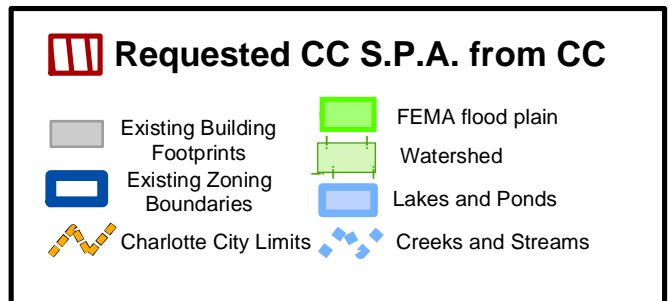 Requested CC S.P.A. from CC
Existing Building
Footprints
Existing Zoning
Boundaries
Charlotte City Limits
FEMA flood plain
Watershed
Lakes and Ponds
Creeks and Streams